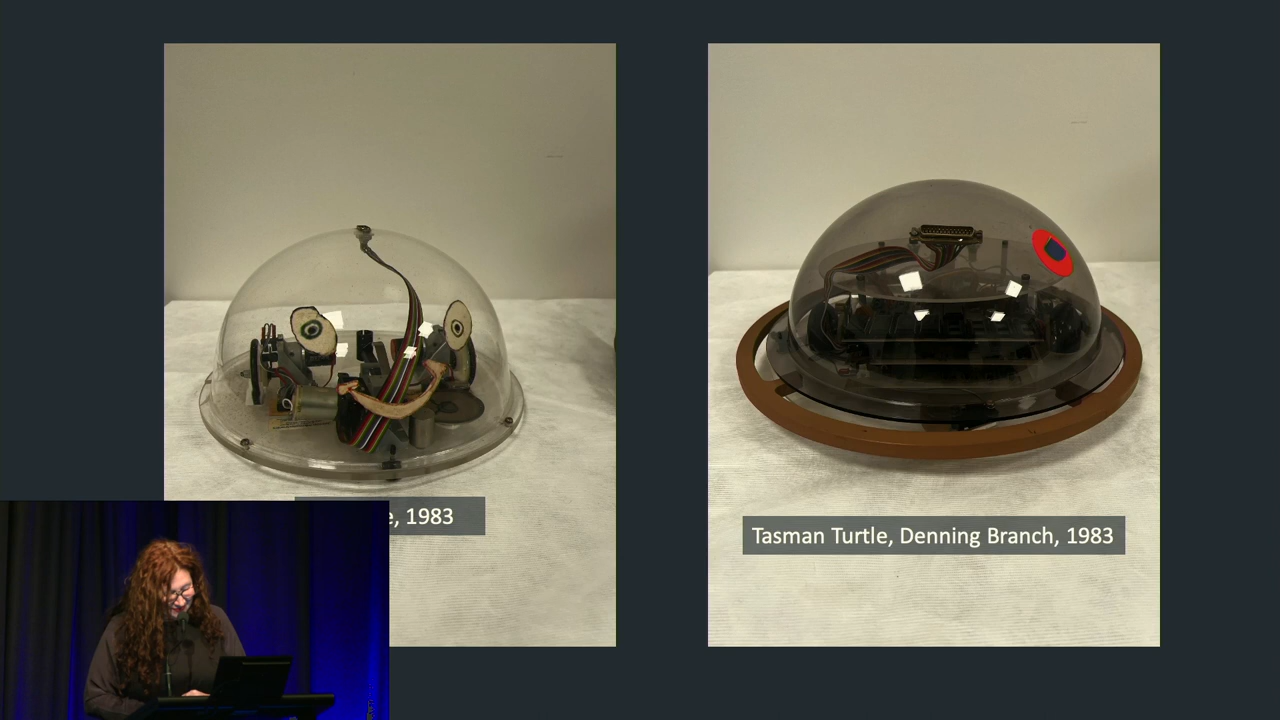 e, 1983
Tasman Turtle, Denning Branch, 1983